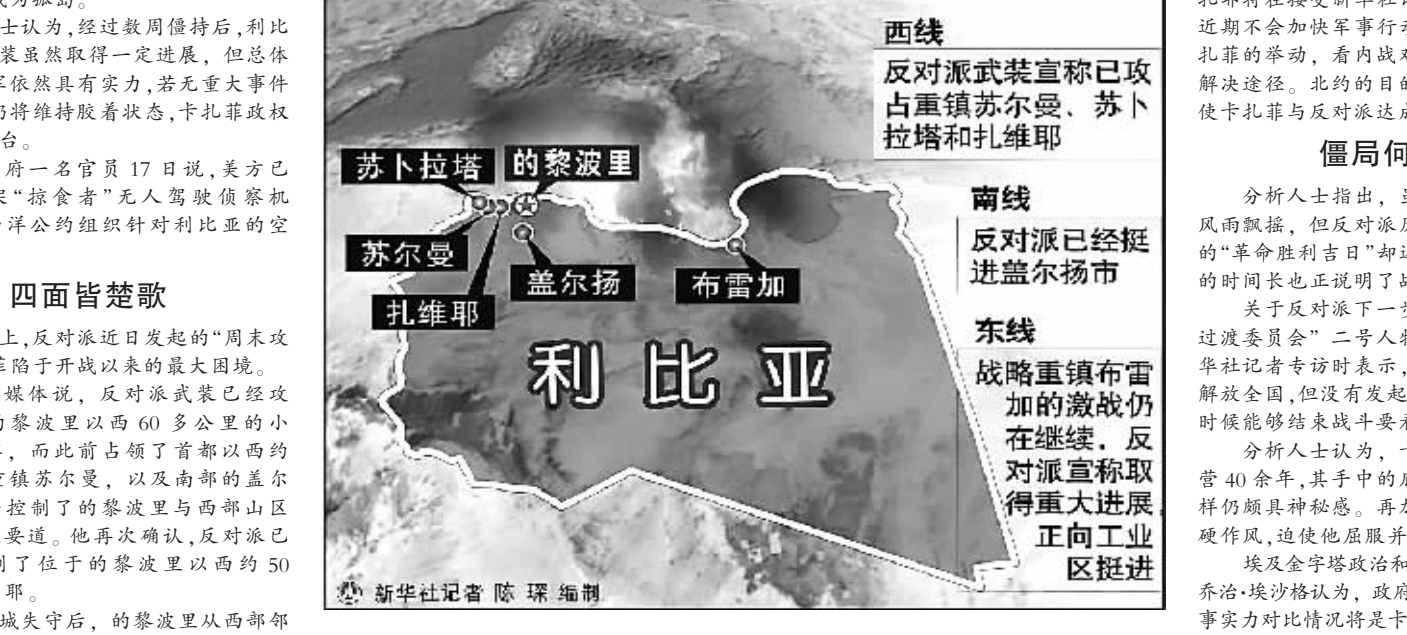 成为孤岛。
士认为,经过数周僵持后,利比
装虽然取得一定进展，但总体
军依然具有实力,若无重大事件
仍将维持胶着状态,卡扎菲政权
台。
府一名官员 17 日说,美方已
“掠食者”无人驾驶侦察机
洋公约组织针对利比亚的空
四面皆楚歌
上,反对派近日发起的“周末攻
菲陷于开战以来的最大困境。
媒体说，反对派武装已经攻
的黎波里以西 60 多公里的小
，而此前占领了首都以西约
镇苏尔曼，以及南部的盖尔
控制了的黎波里与西部山区
要道。他再次确认,反对派已
到了位于的黎波里以西约 50
耶。
城失守后，的黎波里从西部邻
西线
反对派武装宣称已攻
占重镇苏尔曼、苏卜
拉塔和扎维耶
南线
反对派已经挺
进盖尔扬市
东线
战略重镇布雷
加的激战仍
在继续，反
对派宣称取
得重大进展，
正向工业
区挺进
苏卜拉塔
的黎波里
苏尔曼
盖尔扬
布雷加
扎维耶
利比亚
新华社记者 陈 琛 编制
近期不会加快军事行动
扎菲的举动，看内战对
解决途径。北约的目的
使卡扎菲与反对派达成
僵局何
分析人士指出，虽
风雨飘摇，但反对派
的“革命胜利吉日”却
的时间长也正说明了战
关于反对派下一步
过渡委员会”二号人物
华社记者专访时表示，
解放全国,但没有发起
时候能够结束战斗要
分析人士认为，卡
营 40 余年,其手中的
样仍颇具神秘感。再加
硬作风,迫使他屈服并
埃及金字塔政治和
乔治·埃沙格认为，政府
事实力对比情况将是卡